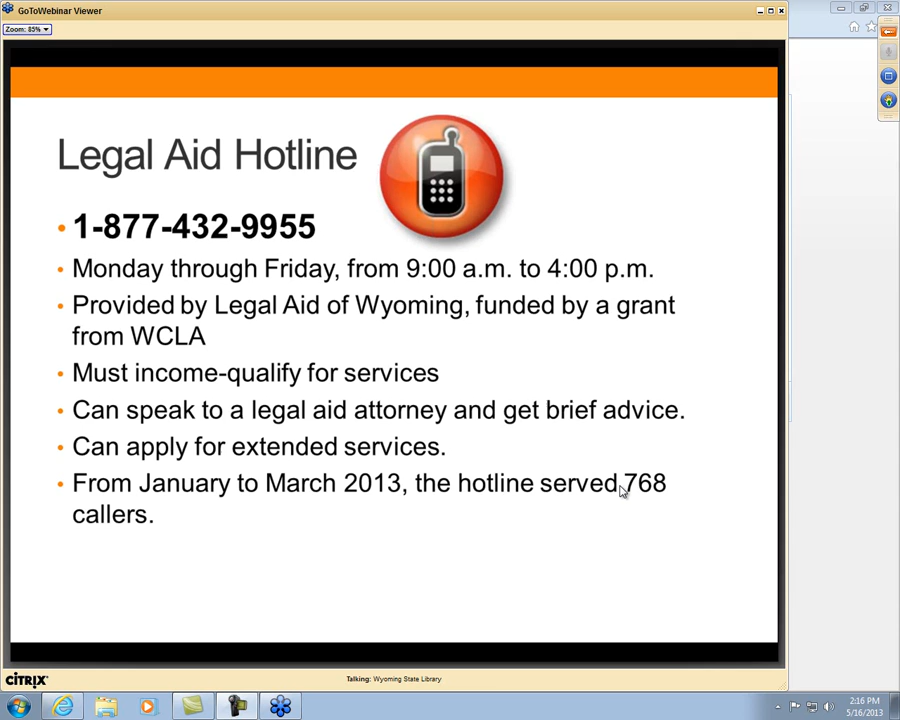 GoToWebinar Viewer
Zoom: 85%
Legal Aid Hotline
• 1-877-432-9955
• Monday through Friday, from 9:00 a.m. to 4:00 p.m.
• Provided by Legal Aid of Wyoming, funded by a grant
from WCLA
• Must income-qualify for services
• Can speak to a legal aid attorney and get brief advice.
• Can apply for extended services.
• From January to March 2013, the hotline served 768
callers.
CİTRIX
Talking: Wyoming State Library
2:16 PM
5/16/2013